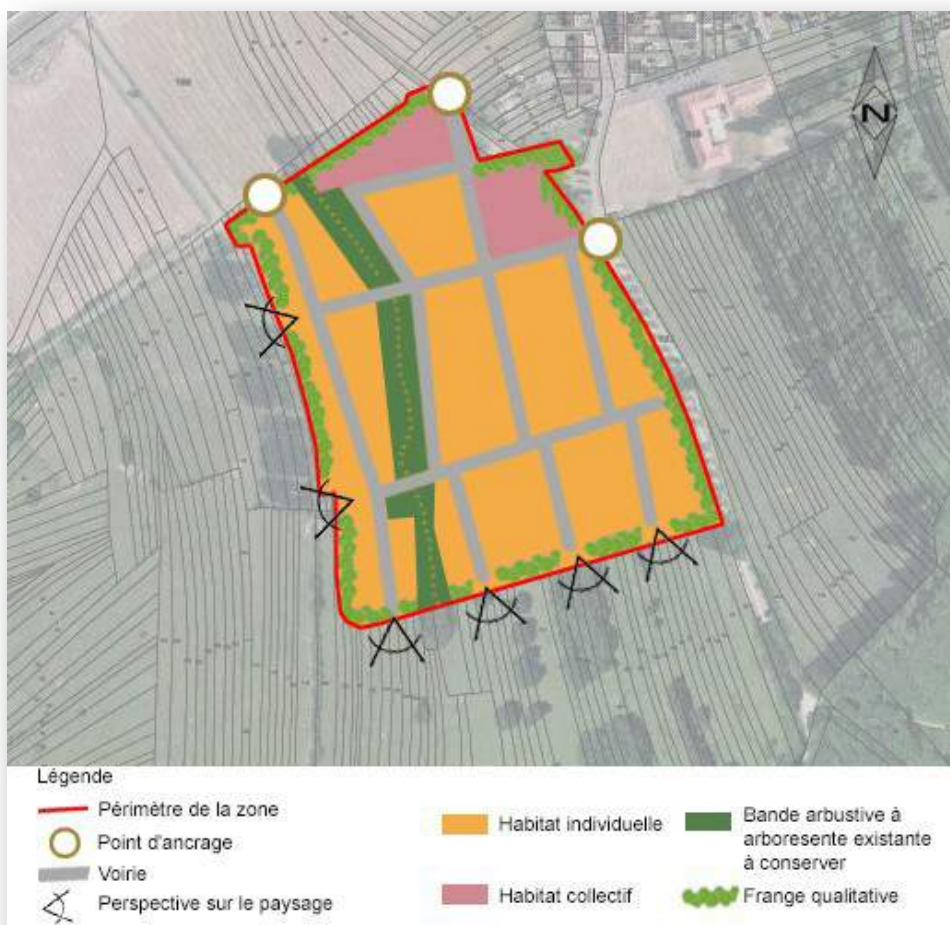 N
Légende
Périmètre de la zone
Point d'ancrage
Voirie
Perspective sur le paysage
Habitat individuelle
Habitat collectif
Bande arbustive à
arboresente existante
à conserver
Frange qualitative